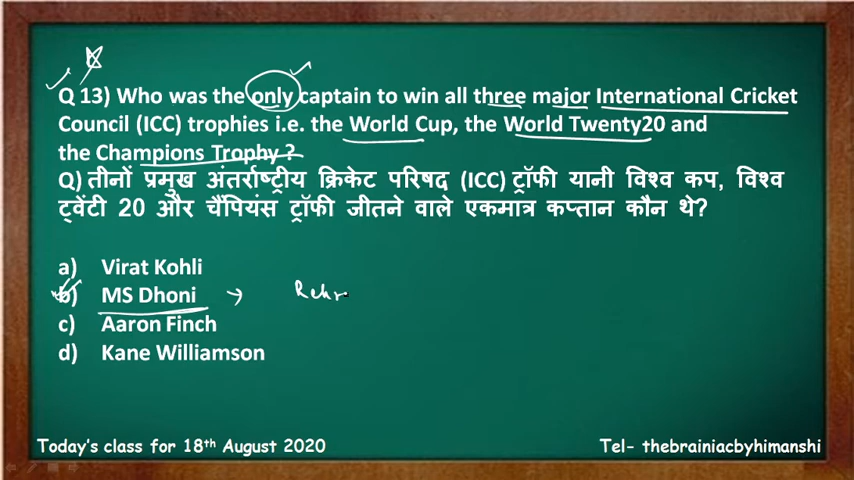 Q 13) Who was the only captain to win all three major International Cricket
Council (ICC) trophies i.e. the World Cup, the World Twenty20 and
the Champions Trophy ?
Q) तीनों प्रमुख अंतर्राष्ट्रीय क्रिकेट परिषद (ICC) ट्रॉफी यानी विश्व कप, विश्व
ट्वेंटी 20 और चैंपियंस ट्रॉफी जीतने वाले एकमात्र कप्तान कौन थे?
a) Virat Kohli
b) MS Dhoni →
c) Aaron Finch
d) Kane Williamson
Today's class for 18th August 2020
Tel- thebrainiacbyhimanshi